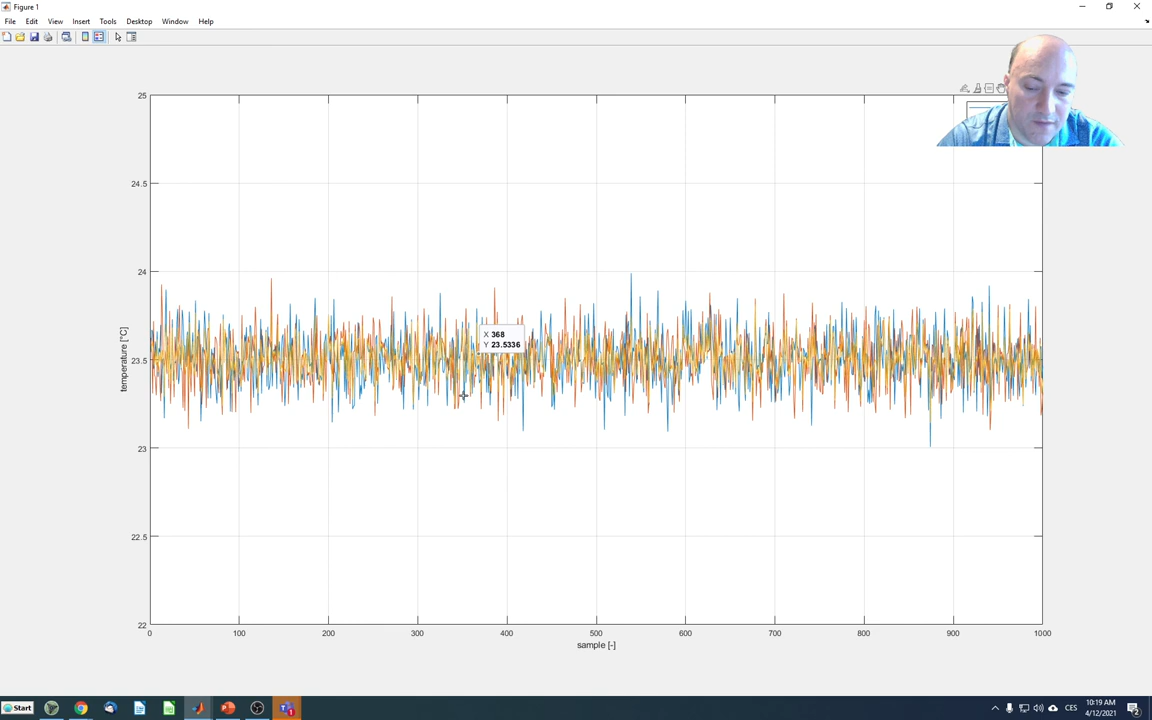 Figure 1
File Edit View Insert Tools Desktop Window Help
25
24.5
24
23.5
23
22.5
22
temperature [°C]
X 368
Y 23.5336
0 100 200 300 400 500 600 700 800 900 1000
sample [-]
Start
CES
10:19 AM
4/12/2021